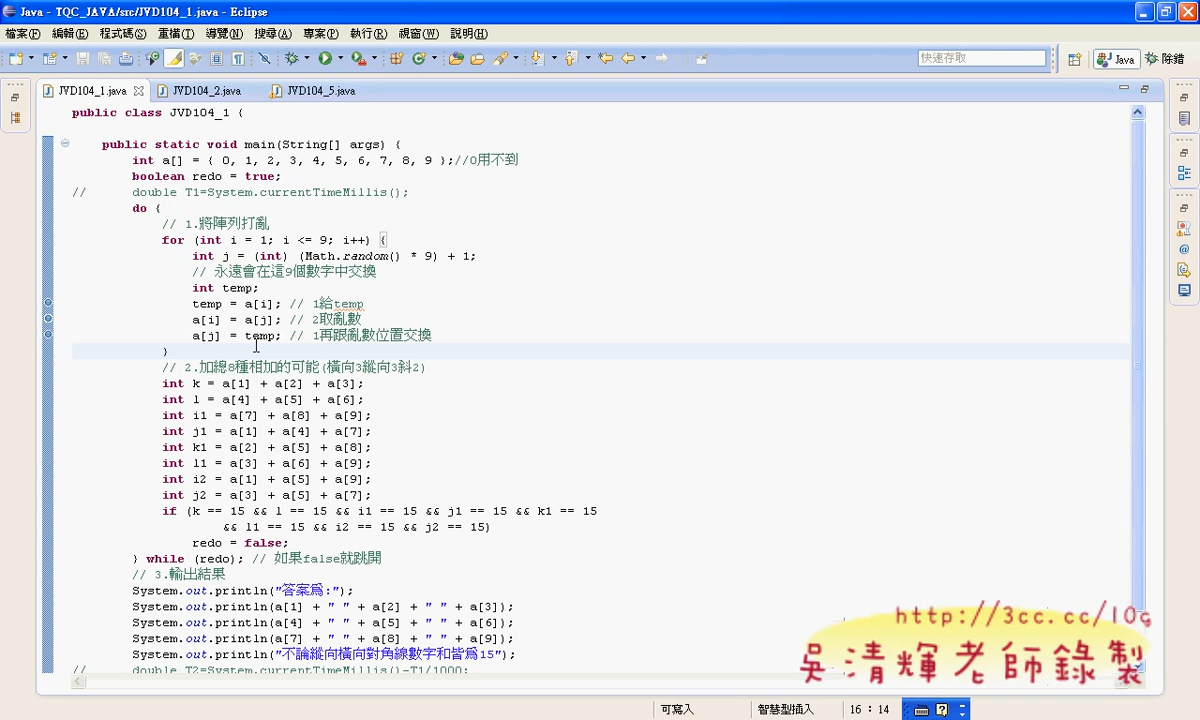 Java - TQC_JAVA/src/JVD104_1.java - Eclipse
檔案(F) 編輯(E) 程式碼(S) 重構(T) 導覽(N) 搜尋(A) 專案(P) 執行(R) 視窗(W) 說明(H)
快速存取 Java 除錯
JVD104_1.java JVD104_2.java JVD104_5.java
public class JVD104_1 {
public static void main(String[] args) {
int a[] = { 0, 1, 2, 3, 4, 5, 6, 7, 8, 9 };//0用不到
boolean redo = true;
// double T1=System.currentTimeMillis();
do {
// 1.將陣列打亂
for (int i = 1; i <= 9; i++) {
int j = (int) (Math.random() * 9) + 1;
// 永遠會在這9個數字中交換
int temp;
temp = a[i]; // 1給temp
a[i] = a[j]; // 2取亂數
a[j] = temp; // 1再跟亂數位置交換
}
// 2.加總8種相加的可能(橫向3縱向3斜2)
int k = a[1] + a[2] + a[3];
int l = a[4] + a[5] + a[6];
int i1 = a[7] + a[8] + a[9];
int j1 = a[1] + a[4] + a[7];
int k1 = a[2] + a[5] + a[8];
int l1 = a[3] + a[6] + a[9];
int i2 = a[1] + a[5] + a[9];
int j2 = a[3] + a[5] + a[7];
if (k == 15 && l == 15 && i1 == 15 && j1 == 15 && k1 == 15
&& l1 == 15 && i2 == 15 && j2 == 15)
redo = false;
} while (redo); // 如果false就跳開
// 3.輸出結果
System.out.println("答案為:");
System.out.println(a[1] + " " + a[2] + " " + a[3]);
System.out.println(a[4] + " " + a[5] + " " + a[6]);
System.out.println(a[7] + " " + a[8] + " " + a[9]);
System.out.println("不論縱向橫向對角線數字和皆為15");
// double T2=System.currentTimeMillis()-T1/1000;
http://3cc.cc/10q
吳清輝老師錄製
可寫入 智慧型插入 16 : 14